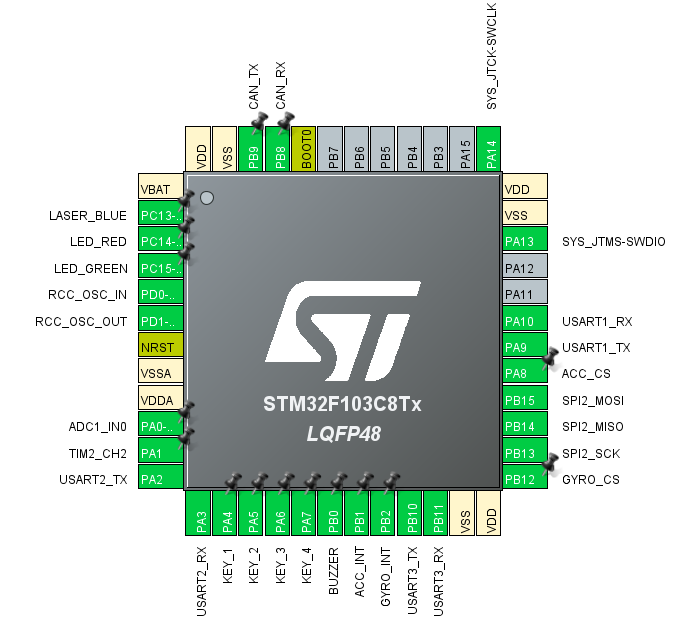 SYS_JTCK-SWCLK
CAN_TX
CAN_RX
VDD
VSS
PB9
PB8
BOOT0
PB7
PB6
PB5
PB4
PB3
PA15
PA14
VBAT
VDD
LASER_BLUE PC13-..
VSS
LED_RED PC14-..
PA13 SYS_JTMS-SWDIO
LED_GREEN PC15-..
PA12
RCC_OSC_IN PD0-..
PA11
RCC_OSC_OUT PD1-..
PA10 USART1_RX
NRST
PA9 USART1_TX
VSSA
PA8 ACC_CS
VDDA
PB15 SPI2_MOSI
ADC1_IN0 PA0-..
PB14 SPI2_MISO
TIM2_CH2 PA1
PB13 SPI2_SCK
USART2_TX PA2
PB12 GYRO_CS
ST
STM32F103C8Tx
LQFP48
PA3
PA4
PA5
PA6
PA7
PB0
PB1
PB2
PB10
PB11
VSS
VDD
USART2_RX
KEY_1
KEY_2
KEY_3
KEY_4
BUZZER
ACC_INT
GYRO_INT
USART3_TX
USART3_RX